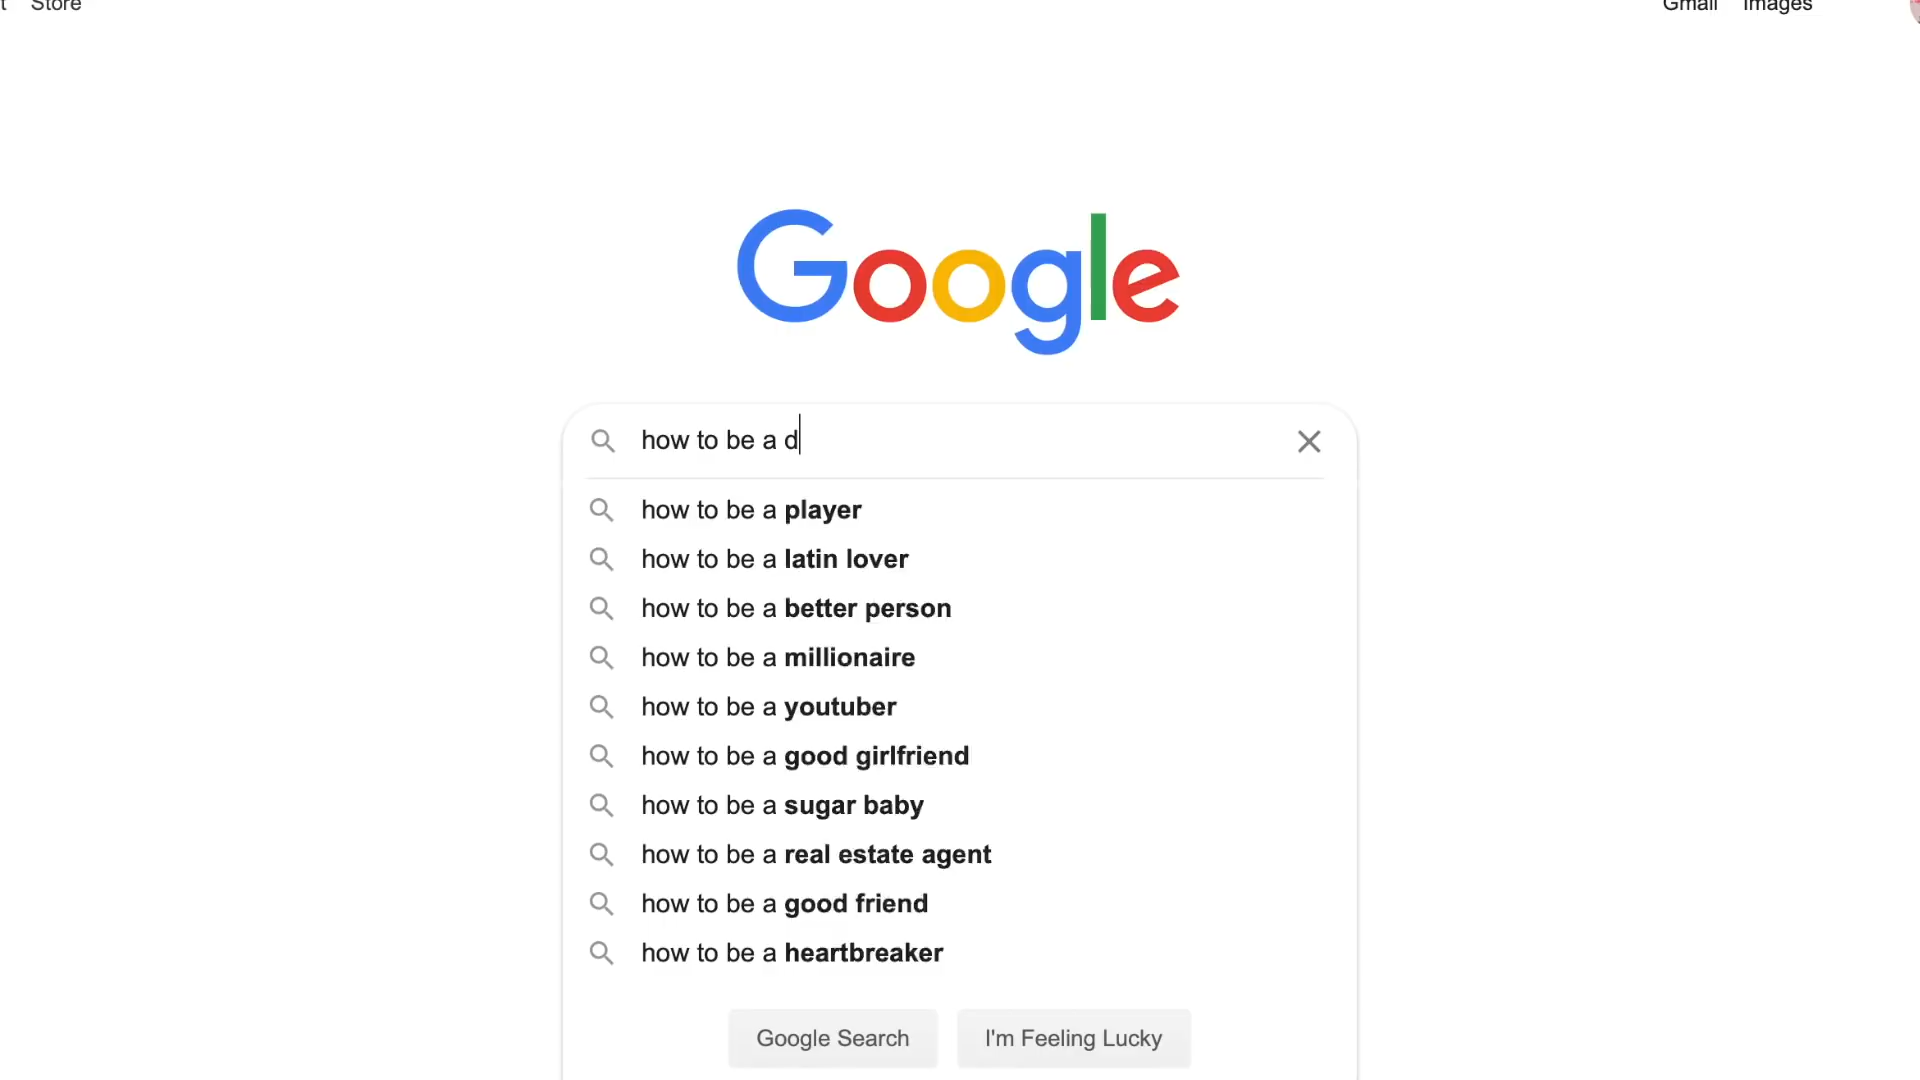 t Store Gmail Images
Google
how to be a d
how to be a player
how to be a latin lover
how to be a better person
how to be a millionaire
how to be a youtuber
how to be a good girlfriend
how to be a sugar baby
how to be a real estate agent
how to be a good friend
how to be a heartbreaker
Google Search I'm Feeling Lucky